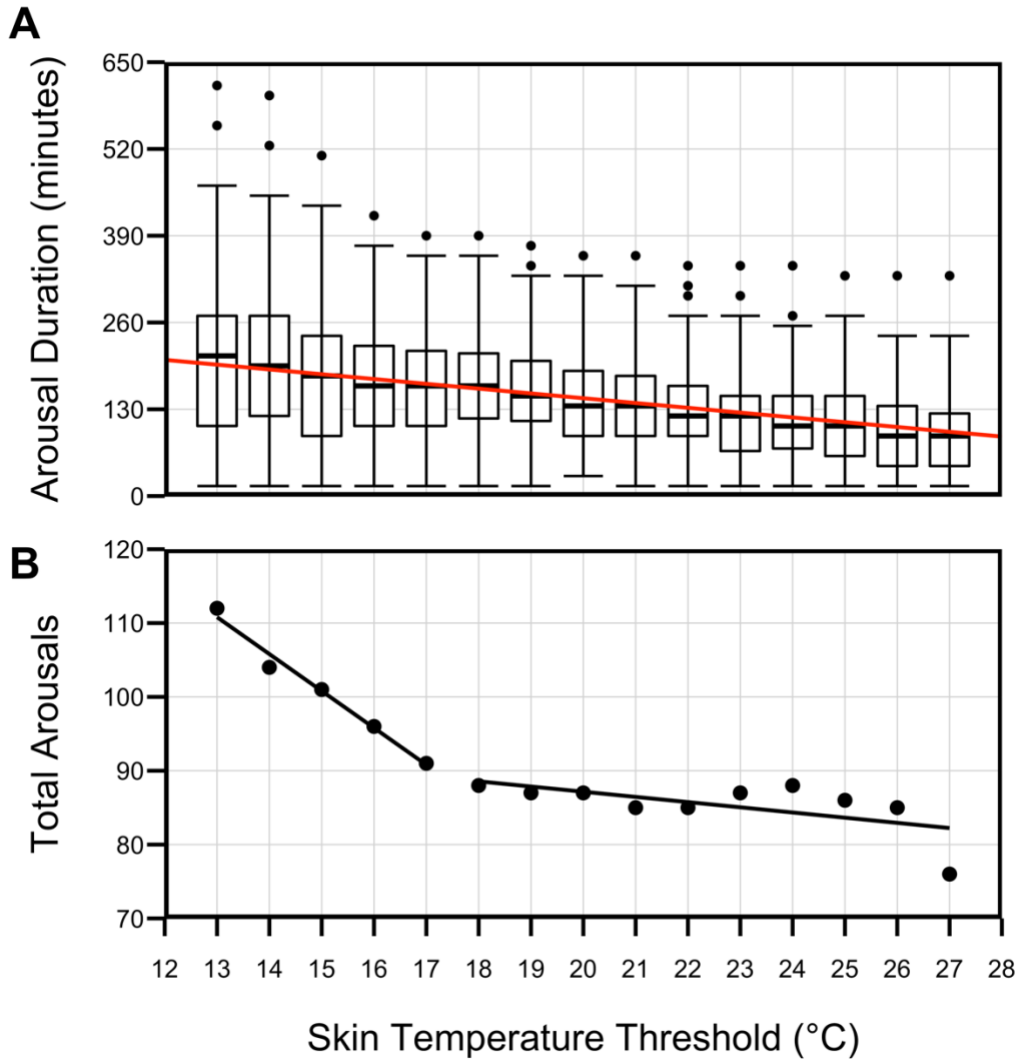 A
Arousal Duration (minutes)
650
520
390
260
130
0
B
Total Arousals
120
110
100
90
80
70
12 13 14 15 16 17 18 19 20 21 22 23 24 25 26 27 28
Skin Temperature Threshold (°C)